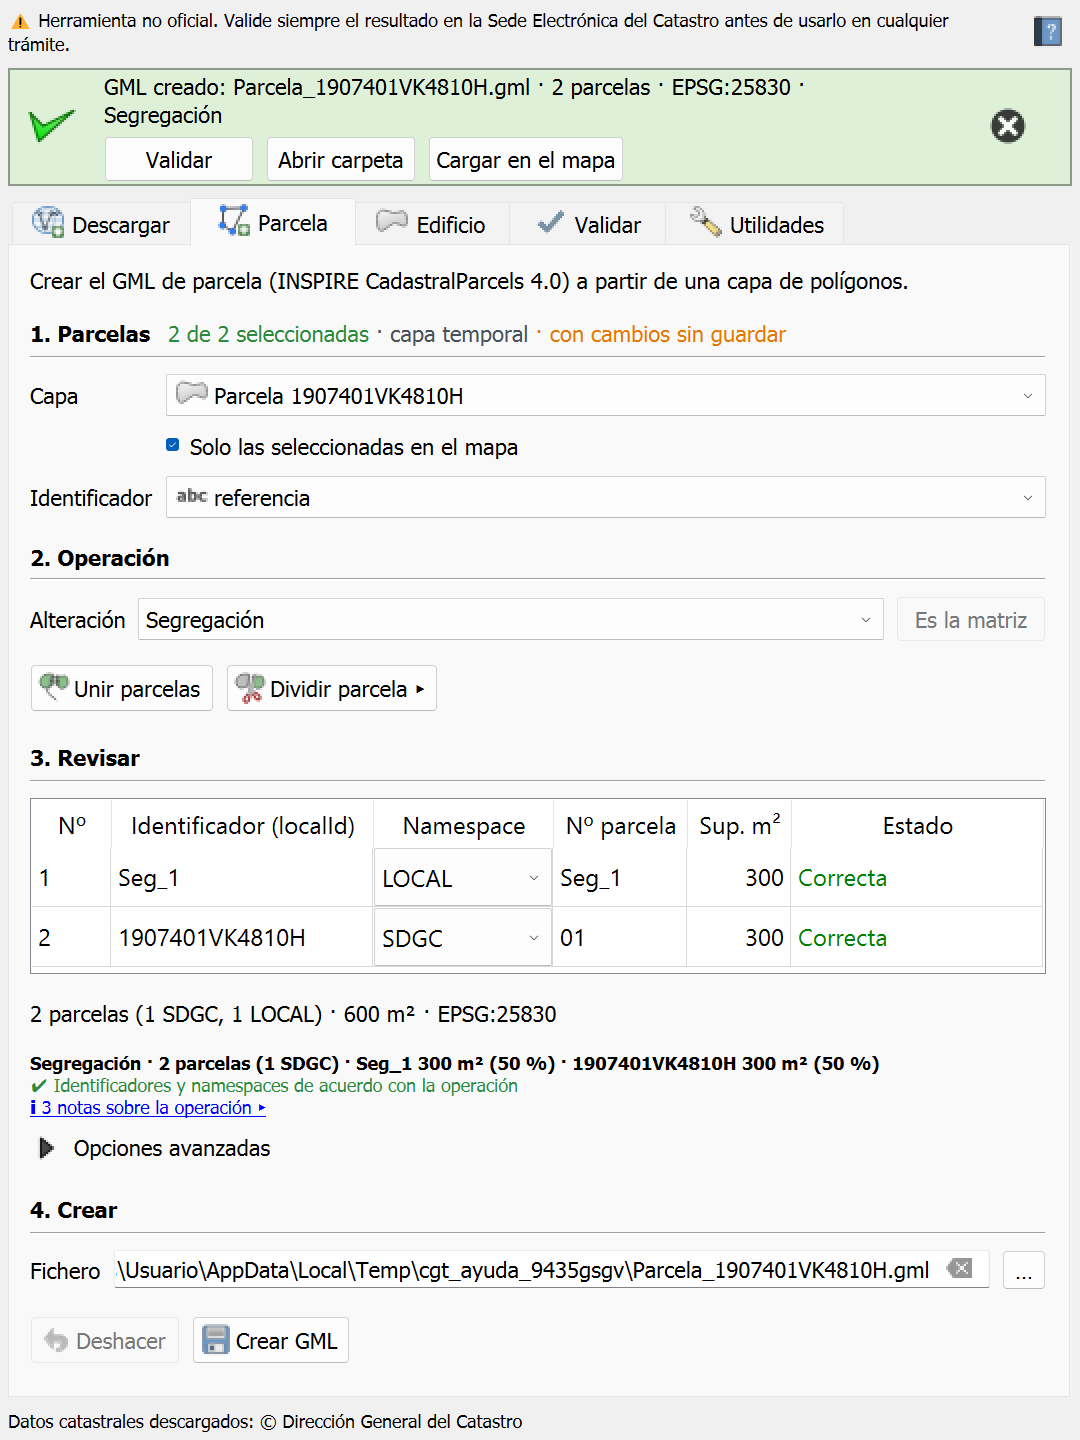 ⚠ Herramienta no oficial. Valide siempre el resultado en la Sede Electrónica del Catastro antes de usarlo en cualquier
trámite.
GML creado: Parcela_1907401VK4810H.gml · 2 parcelas · EPSG:25830 ·
Segregación
Validar Abrir carpeta Cargar en el mapa
Descargar Parcela Edificio Validar Utilidades
Crear el GML de parcela (INSPIRE CadastralParcels 4.0) a partir de una capa de polígonos.
1. Parcelas 2 de 2 seleccionadas · capa temporal · con cambios sin guardar
Capa Parcela 1907401VK4810H
Solo las seleccionadas en el mapa
Identificador abc referencia
2. Operación
Alteración Segregación Es la matriz
Unir parcelas Dividir parcela ▸
3. Revisar
Nº Identificador (localId) Namespace Nº parcela Sup. m² Estado
1 Seg_1 LOCAL Seg_1 300 Correcta
2 1907401VK4810H SDGC 01 300 Correcta
2 parcelas (1 SDGC, 1 LOCAL) · 600 m² · EPSG:25830
Segregación · 2 parcelas (1 SDGC) · Seg_1 300 m² (50 %) · 1907401VK4810H 300 m² (50 %)
✔ Identificadores y namespaces de acuerdo con la operación
ℹ 3 notas sobre la operación ▸
Opciones avanzadas
4. Crear
Fichero \Usuario\AppData\Local\Temp\cgt_ayuda_9435gsgv\Parcela_1907401VK4810H.gml ...
Deshacer Crear GML
Datos catastrales descargados: © Dirección General del Catastro